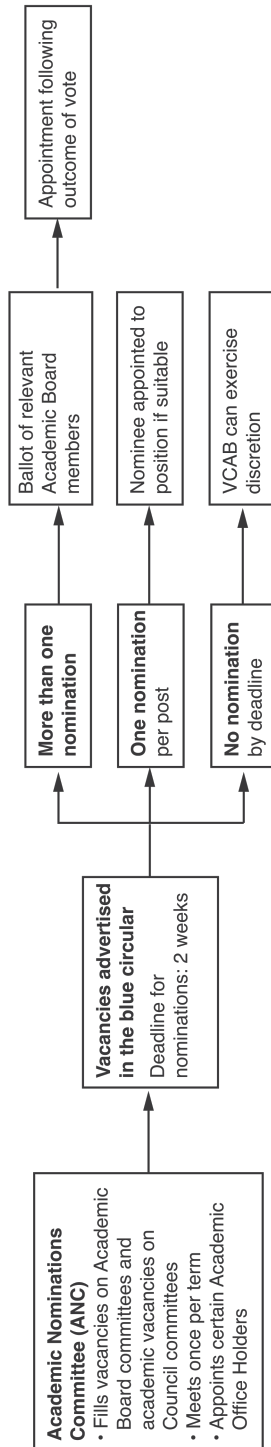 Academic Nominations
Committee (ANC)
• Fills vacancies on Academic
Board committees and
academic vacancies on
Council committees
• Meets once per term
• Appoints certain Academic
Office Holders
Vacancies advertised
in the blue circular
Deadline for
nominations: 2 weeks
More than one
nomination
Ballot of relevant
Academic Board
members
Appointment following
outcome of vote
One nomination
per post
Nominee appointed to
position if suitable
No nomination
by deadline
VCAB can exercise
discretion